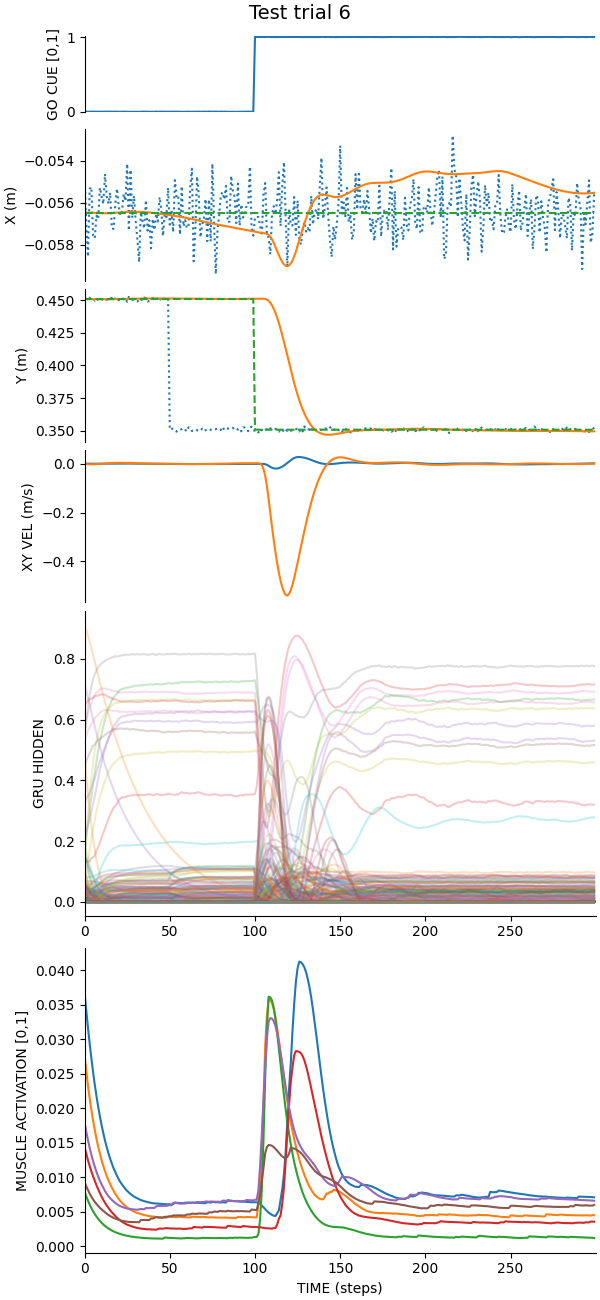 Test trial 6
GO CUE [0,1]
1
0
X (m)
−0.054
−0.056
−0.058
Y (m)
0.450
0.425
0.400
0.375
0.350
XY VEL (m/s)
0.0
−0.2
−0.4
GRU HIDDEN
0.8
0.6
0.4
0.2
0.0
0 50 100 150 200 250
MUSCLE ACTIVATION [0,1]
0.040
0.035
0.030
0.025
0.020
0.015
0.010
0.005
0.000
0 50 100 150 200 250
TIME (steps)